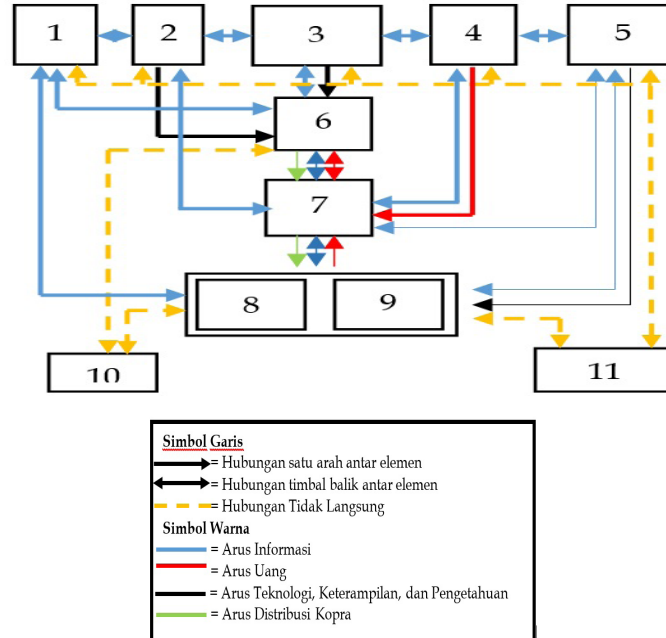 1
2
3
4
5
6
7
8
9
10
11
Simbol Garis
= Hubungan satu arah antar elemen
= Hubungan timbal balik antar elemen
= Hubungan Tidak Langsung
Simbol Warna
= Arus Informasi
= Arus Uang
= Arus Teknologi, Keterampilan, dan Pengetahuan
= Arus Distribusi Kopra